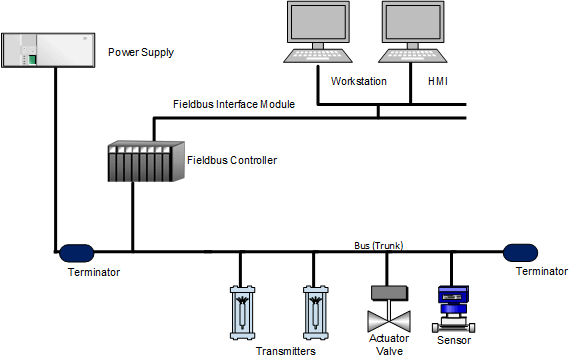 Power Supply
Workstation
HMI
Fieldbus Interface Module
Fieldbus Controller
Bus (Trunk)
Terminator
Terminator
Transmitters
Actuator
Valve
Sensor